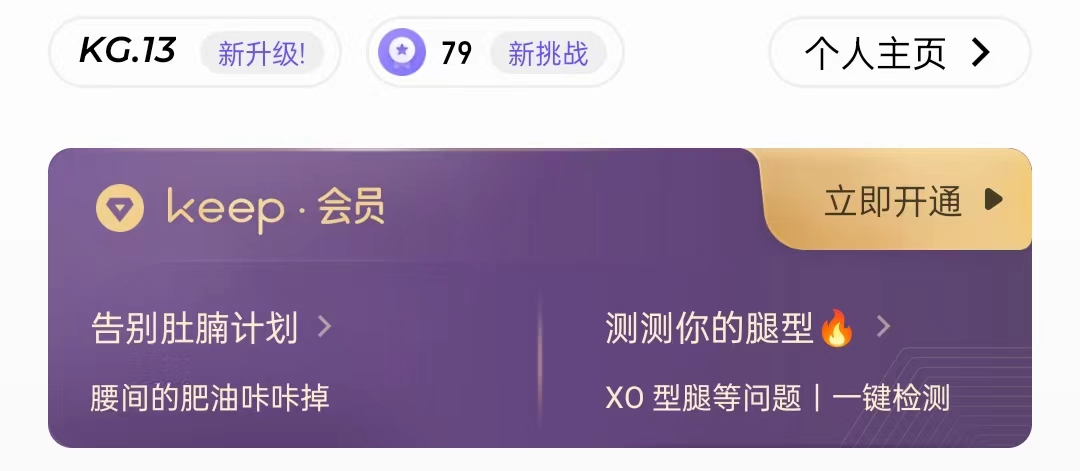 KG.13 新升级! 79 新挑战 个人主页
keep·会员 立即开通
告别肚腩计划 测测你的腿型🔥
腰间的肥油咔咔掉 XO 型腿等问题｜一键检测